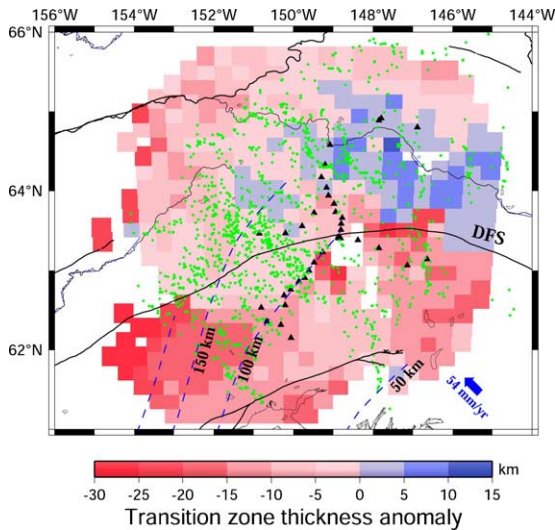 156°W 154°W 152°W 150°W 148°W 146°W 144°W
66°N
64°N
DFS
62°N
150 km
100 km
50 km
54 mm/yr
km
-30 -25 -20 -15 -10 -5 0 5 10 15
Transition zone thickness anomaly